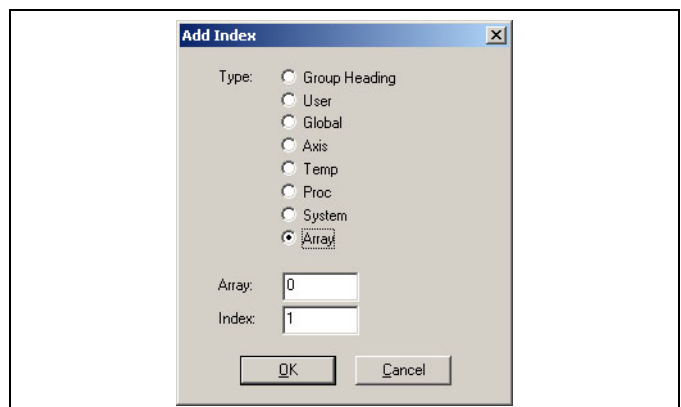 Add Index
Type: Group Heading
User
Global
Axis
Temp
Proc
System
Array
Array: 0
Index: 1
OK Cancel